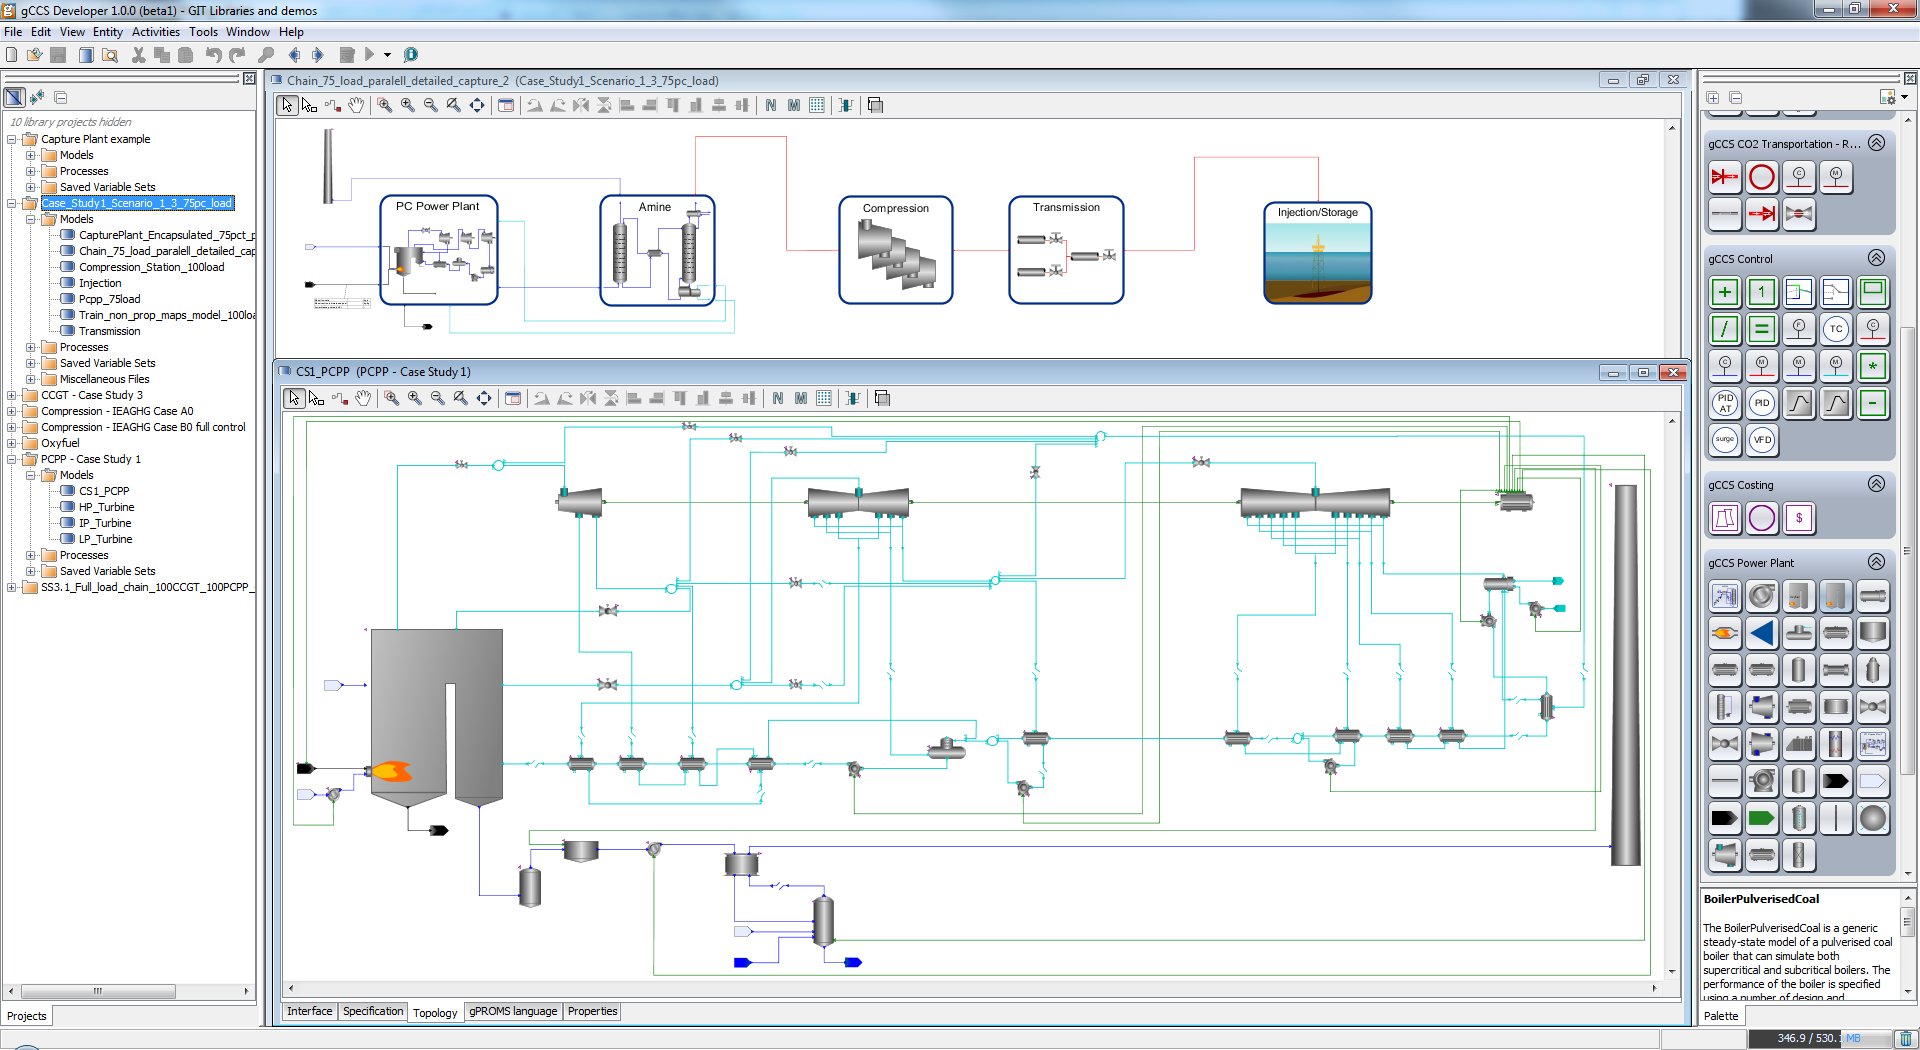 gCCS Developer 1.0.0 (beta1) - GIT Libraries and demos
File Edit View Entity Activities Tools Window Help
10 library projects hidden
Capture Plant example
Models
Processes
Saved Variable Sets
Case_Study1_Scenario_1_3_75pc_load
Models
CapturePlant_Encapsulated_75pct_p
Chain_75_load_paralell_detailed_cap
Compression_Station_100load
Injection
Pcpp_75load
Train_non_prop_maps_model_100loa
Transmission
Processes
Saved Variable Sets
Miscellaneous Files
CCGT - Case Study 3
Compression - IEAGHG Case A0
Compression - IEAGHG Case B0 full control
Oxyfuel
PCPP - Case Study 1
Models
CS1_PCPP
HP_Turbine
IP_Turbine
LP_Turbine
Processes
Saved Variable Sets
SS3.1_Full_load_chain_100CCGT_100PCPP_
Projects
Chain_75_load_paralell_detailed_capture_2 (Case_Study1_Scenario_1_3_75pc_load)
N M
PC Power Plant
Amine
Compression
Transmission
Injection/Storage
CS1_PCPP (PCPP - Case Study 1)
N M
Interface Specification Topology gPROMS language Properties
gCCS CO2 Transportation - R...
C M
gCCS Control
+ 1
/ = F TC C
C M M M *
PID AT PID -
surge VFD
gCCS Costing
$
gCCS Power Plant
BoilerPulverisedCoal
The BoilerPulverisedCoal is a generic
steady-state model of a pulverised coal
boiler that can simulate both
supercritical and subcritical boilers. The
performance of the boiler is specified
using a number of design and
Palette
346.9 / 530.1 MB